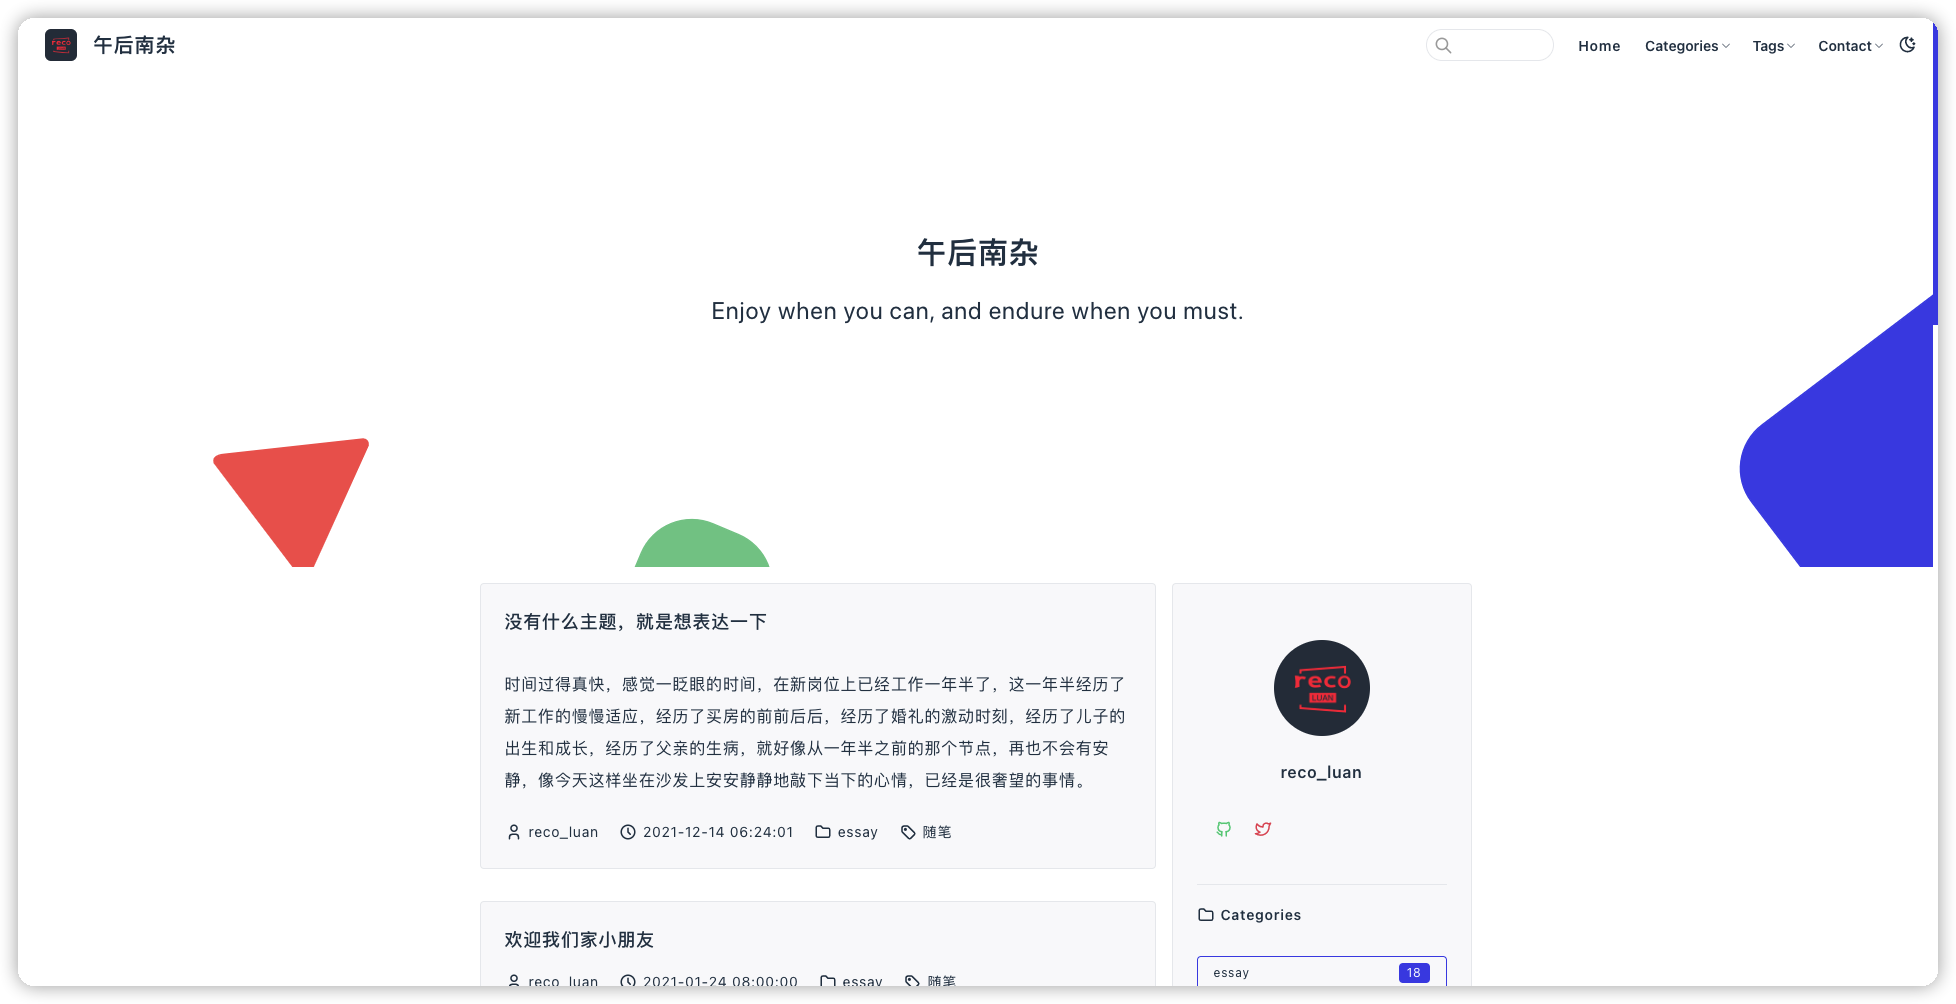 reco
午后南杂
Home Categories Tags Contact
午后南杂
Enjoy when you can, and endure when you must.
没有什么主题，就是想表达一下
时间过得真快，感觉一眨眼的时间，在新岗位上已经工作一年半了，这一年半经历了
新工作的慢慢适应，经历了买房的前前后后，经历了婚礼的激动时刻，经历了儿子的
出生和成长，经历了父亲的生病，就好像从一年半之前的那个节点，再也不会有安
静，像今天这样坐在沙发上安安静静地敲下当下的心情，已经是很奢望的事情。
reco_luan 2021-12-14 06:24:01 essay 随笔
欢迎我们家小朋友
reco_luan 2021-01-24 08:00:00 essay 随笔
reco
LUAN
reco_luan
Categories
essay 18